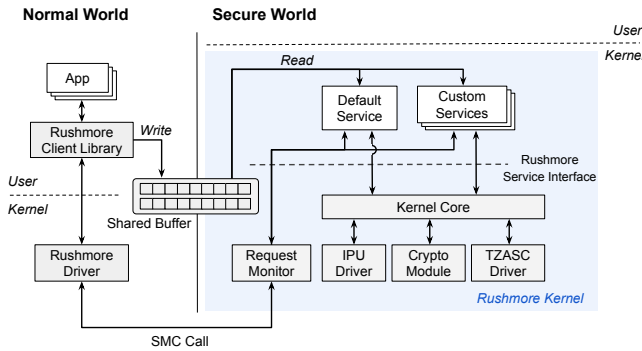 Normal World
Secure World
User
Kernel
Read
App
Default
Service
Custom
Services
Rushmore
Client Library
Write
Rushmore
Service Interface
User
Kernel
Shared Buffer
Kernel Core
Rushmore
Driver
Request
Monitor
IPU
Driver
Crypto
Module
TZASC
Driver
Rushmore Kernel
SMC Call